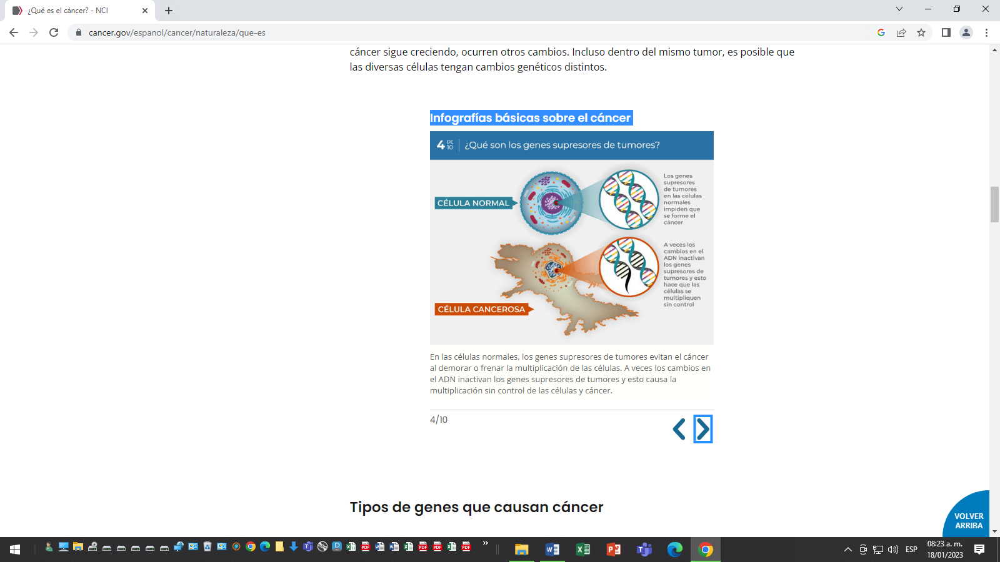 ¿Qué es el cáncer? - NCI
cancer.gov/espanol/cancer/naturaleza/que-es
cáncer sigue creciendo, ocurren otros cambios. Incluso dentro del mismo tumor, es posible que
las diversas células tengan cambios genéticos distintos.
Infografías básicas sobre el cáncer
4 DE 10 ¿Qué son los genes supresores de tumores?
CÉLULA NORMAL
Los genes
supresores
de tumores
en las células
normales
impiden que
se forme el
cáncer
A veces los
cambios en el
ADN inactivan
los genes
supresores de
tumores y esto
hace que las
células se
multipliquen
sin control
CÉLULA CANCEROSA
En las células normales, los genes supresores de tumores evitan el cáncer
al demorar o frenar la multiplicación de las células. A veces los cambios en
el ADN inactivan los genes supresores de tumores y esto causa la
multiplicación sin control de las células y cáncer.
4/10
Tipos de genes que causan cáncer
VOLVER
ARRIBA
ESP
08:23 a. m.
18/01/2023